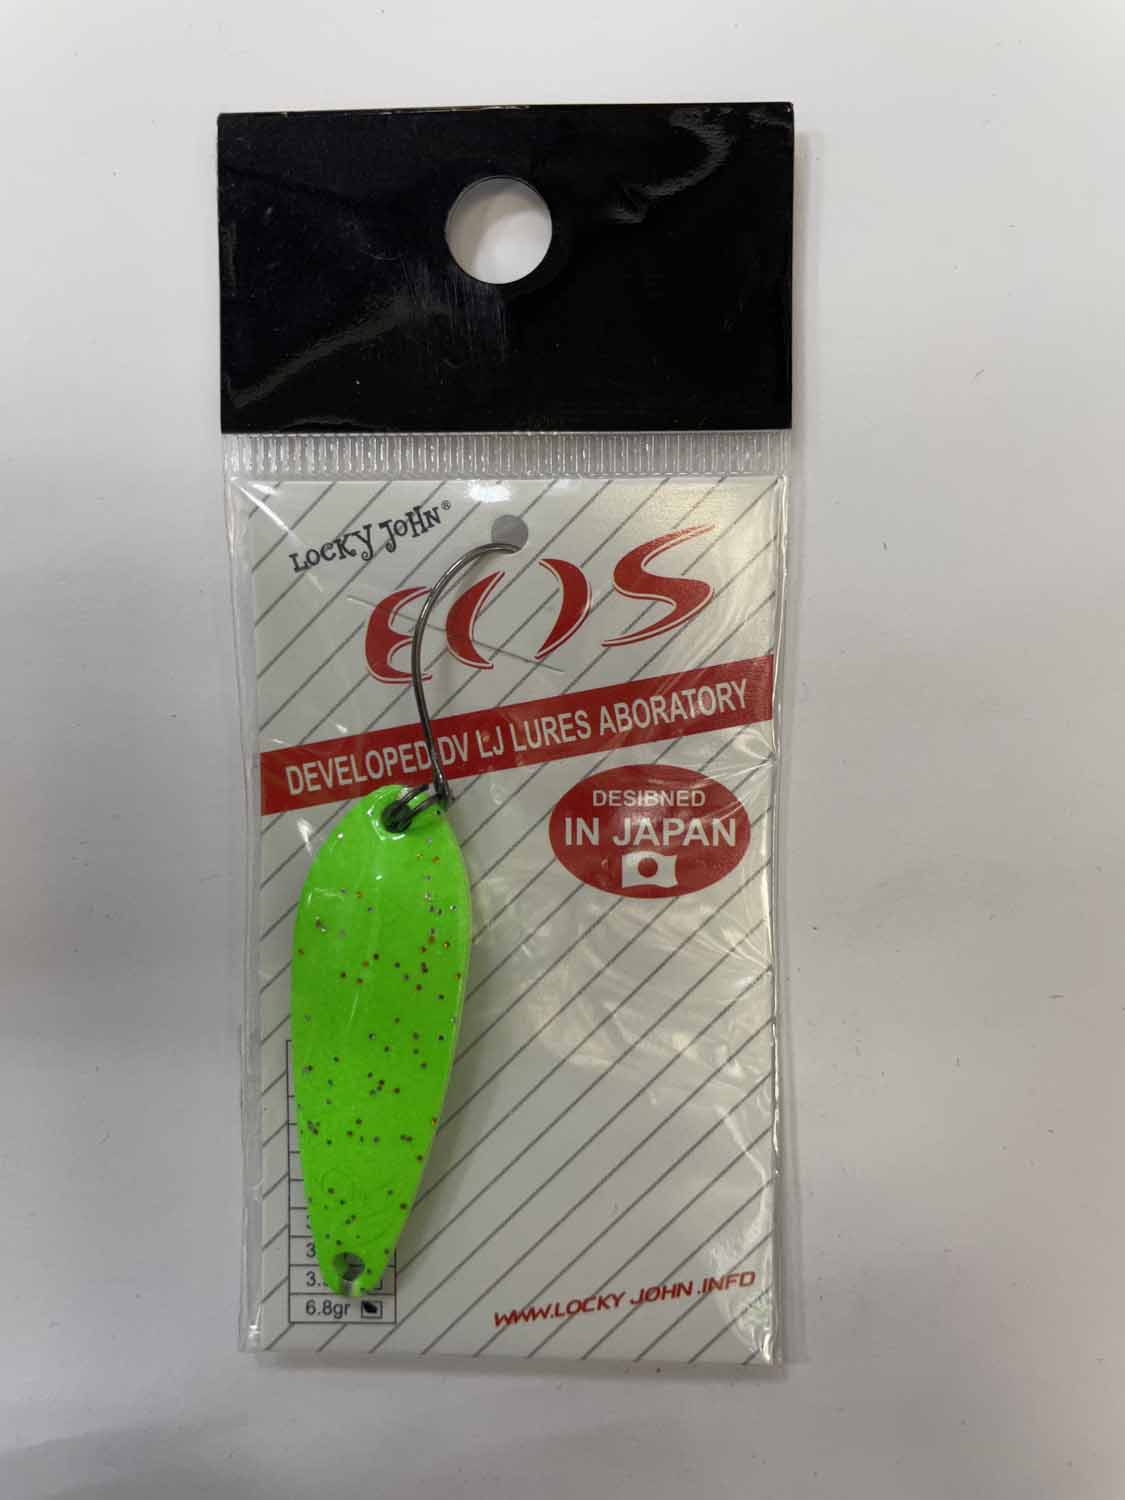 LOCKY JOHN®
EOS
DEVELOPED DV LJ LURES ABORATORY
DESIBNED
IN JAPAN
6.8gr
WWW.LOCKY JOHN.INFO